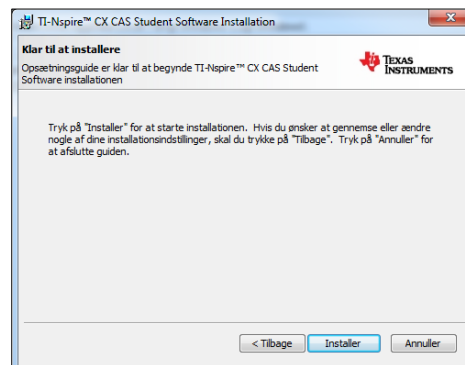 TI-Nspire™ CX CAS Student Software Installation
Klar til at installere
Opsætningsguide er klar til at begynde TI-Nspire™ CX CAS Student
Software installationen
TEXAS
INSTRUMENTS
Tryk på "Installer" for at starte installationen. Hvis du ønsker at gennemse eller ændre
nogle af dine installationsindstillinger, skal du trykke på "Tilbage". Tryk på "Annuller" for
at afslutte guiden.
< Tilbage
Installer
Annuller